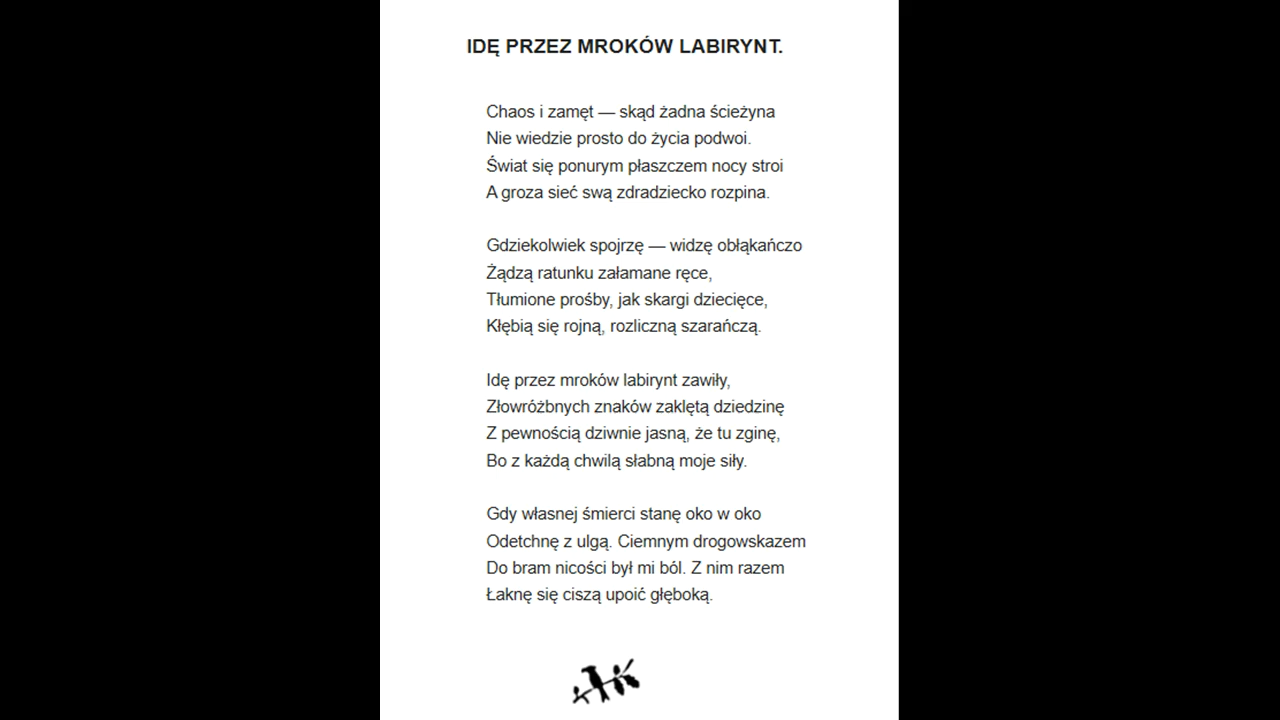 IDĘ PRZEZ MROKÓW LABIRYNT.
Chaos i zamęt — skąd żadna ścieżyna
Nie wiedzie prosto do życia podwoi.
Świat się ponurym płaszczem nocy stroi
A groza sieć swą zdradziecko rozpina.
Gdziekolwiek spojrzę — widzę obłąkańczo
Żądzą ratunku załamane ręce,
Tłumione prośby, jak skargi dziecięce,
Kłębią się rojną, rozliczną szarańczą.
Idę przez mroków labirynt zawiły,
Złowróżbnych znaków zaklętą dziedzinę
Z pewnością dziwnie jasną, że tu zginę,
Bo z każdą chwilą słabną moje siły.
Gdy własnej śmierci stanę oko w oko
Odetchnę z ulgą. Ciemnym drogowskazem
Do bram nicości był mi ból. Z nim razem
Łaknę się ciszą upoić głęboką.